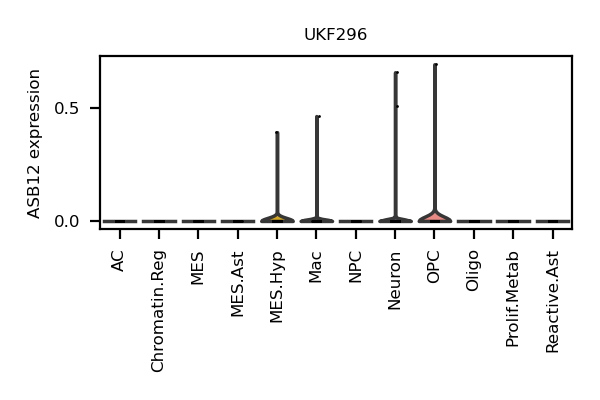 UKF296
ASB12 expression
0.5
0.0
AC
Chromatin.Reg
MES
MES.Ast
MES.Hyp
Mac
NPC
Neuron
OPC
Oligo
Prolif.Metab
Reactive.Ast